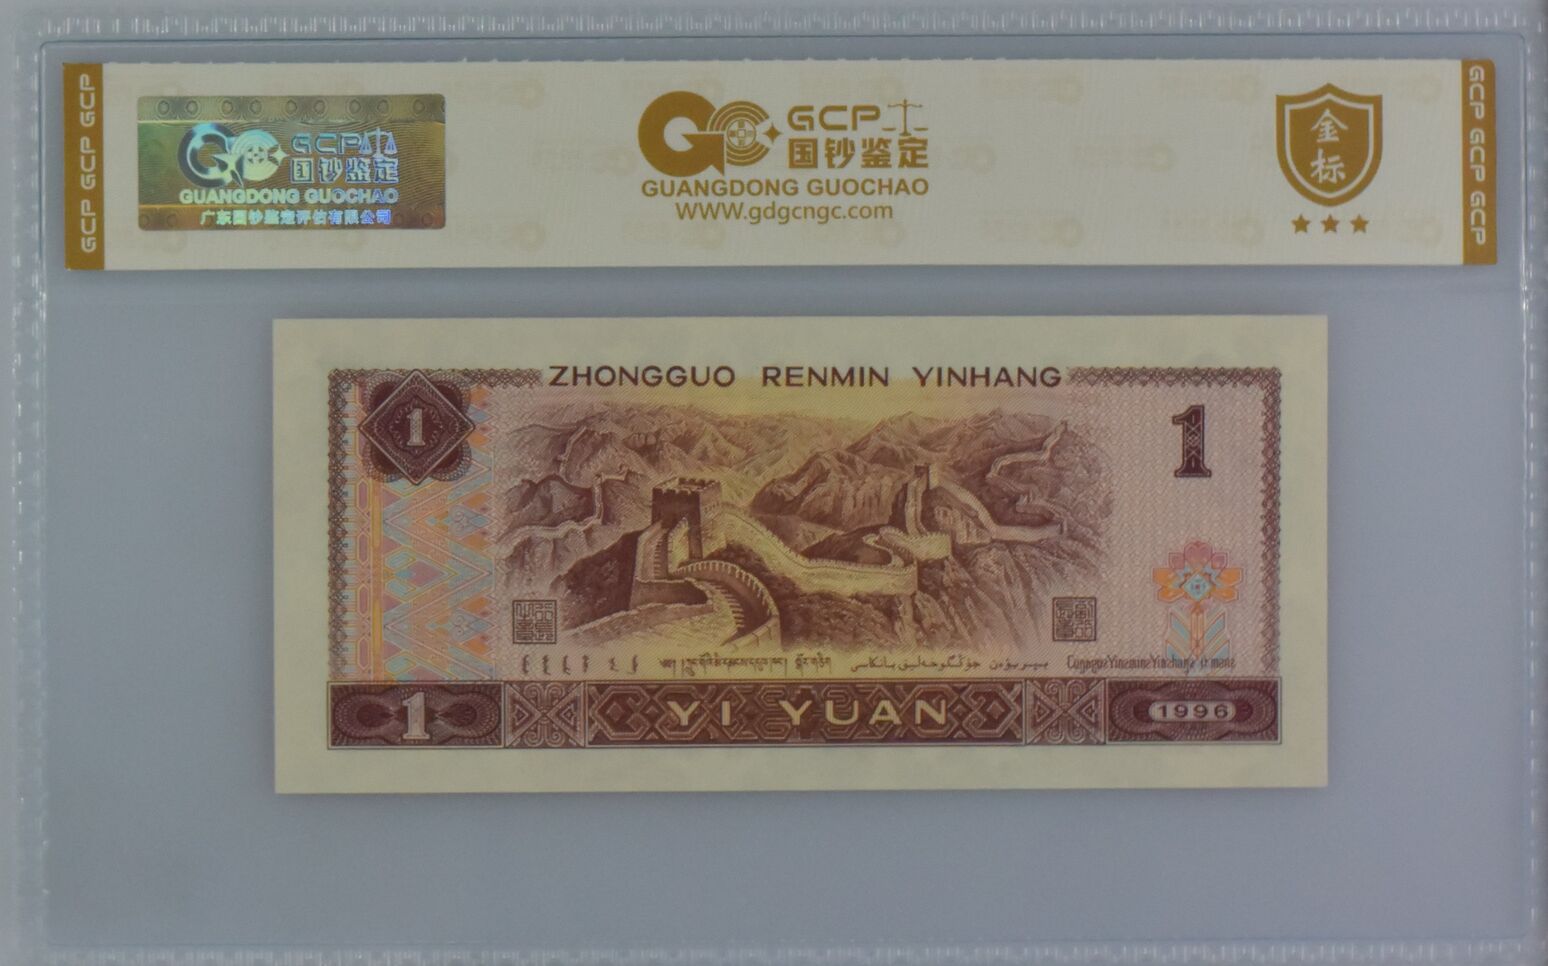 GCP GCP GCP
GCP
国钞鉴定
GUANGDONG GUOCHAO
广东国钞鉴定评估有限公司
GCP
国钞鉴定
GUANGDONG GUOCHAO
WWW.gdgcngc.com
金
标
GCP GCP GCP
ZHONGGUO RENMIN YINHANG
1
1
1
YI YUAN
1996